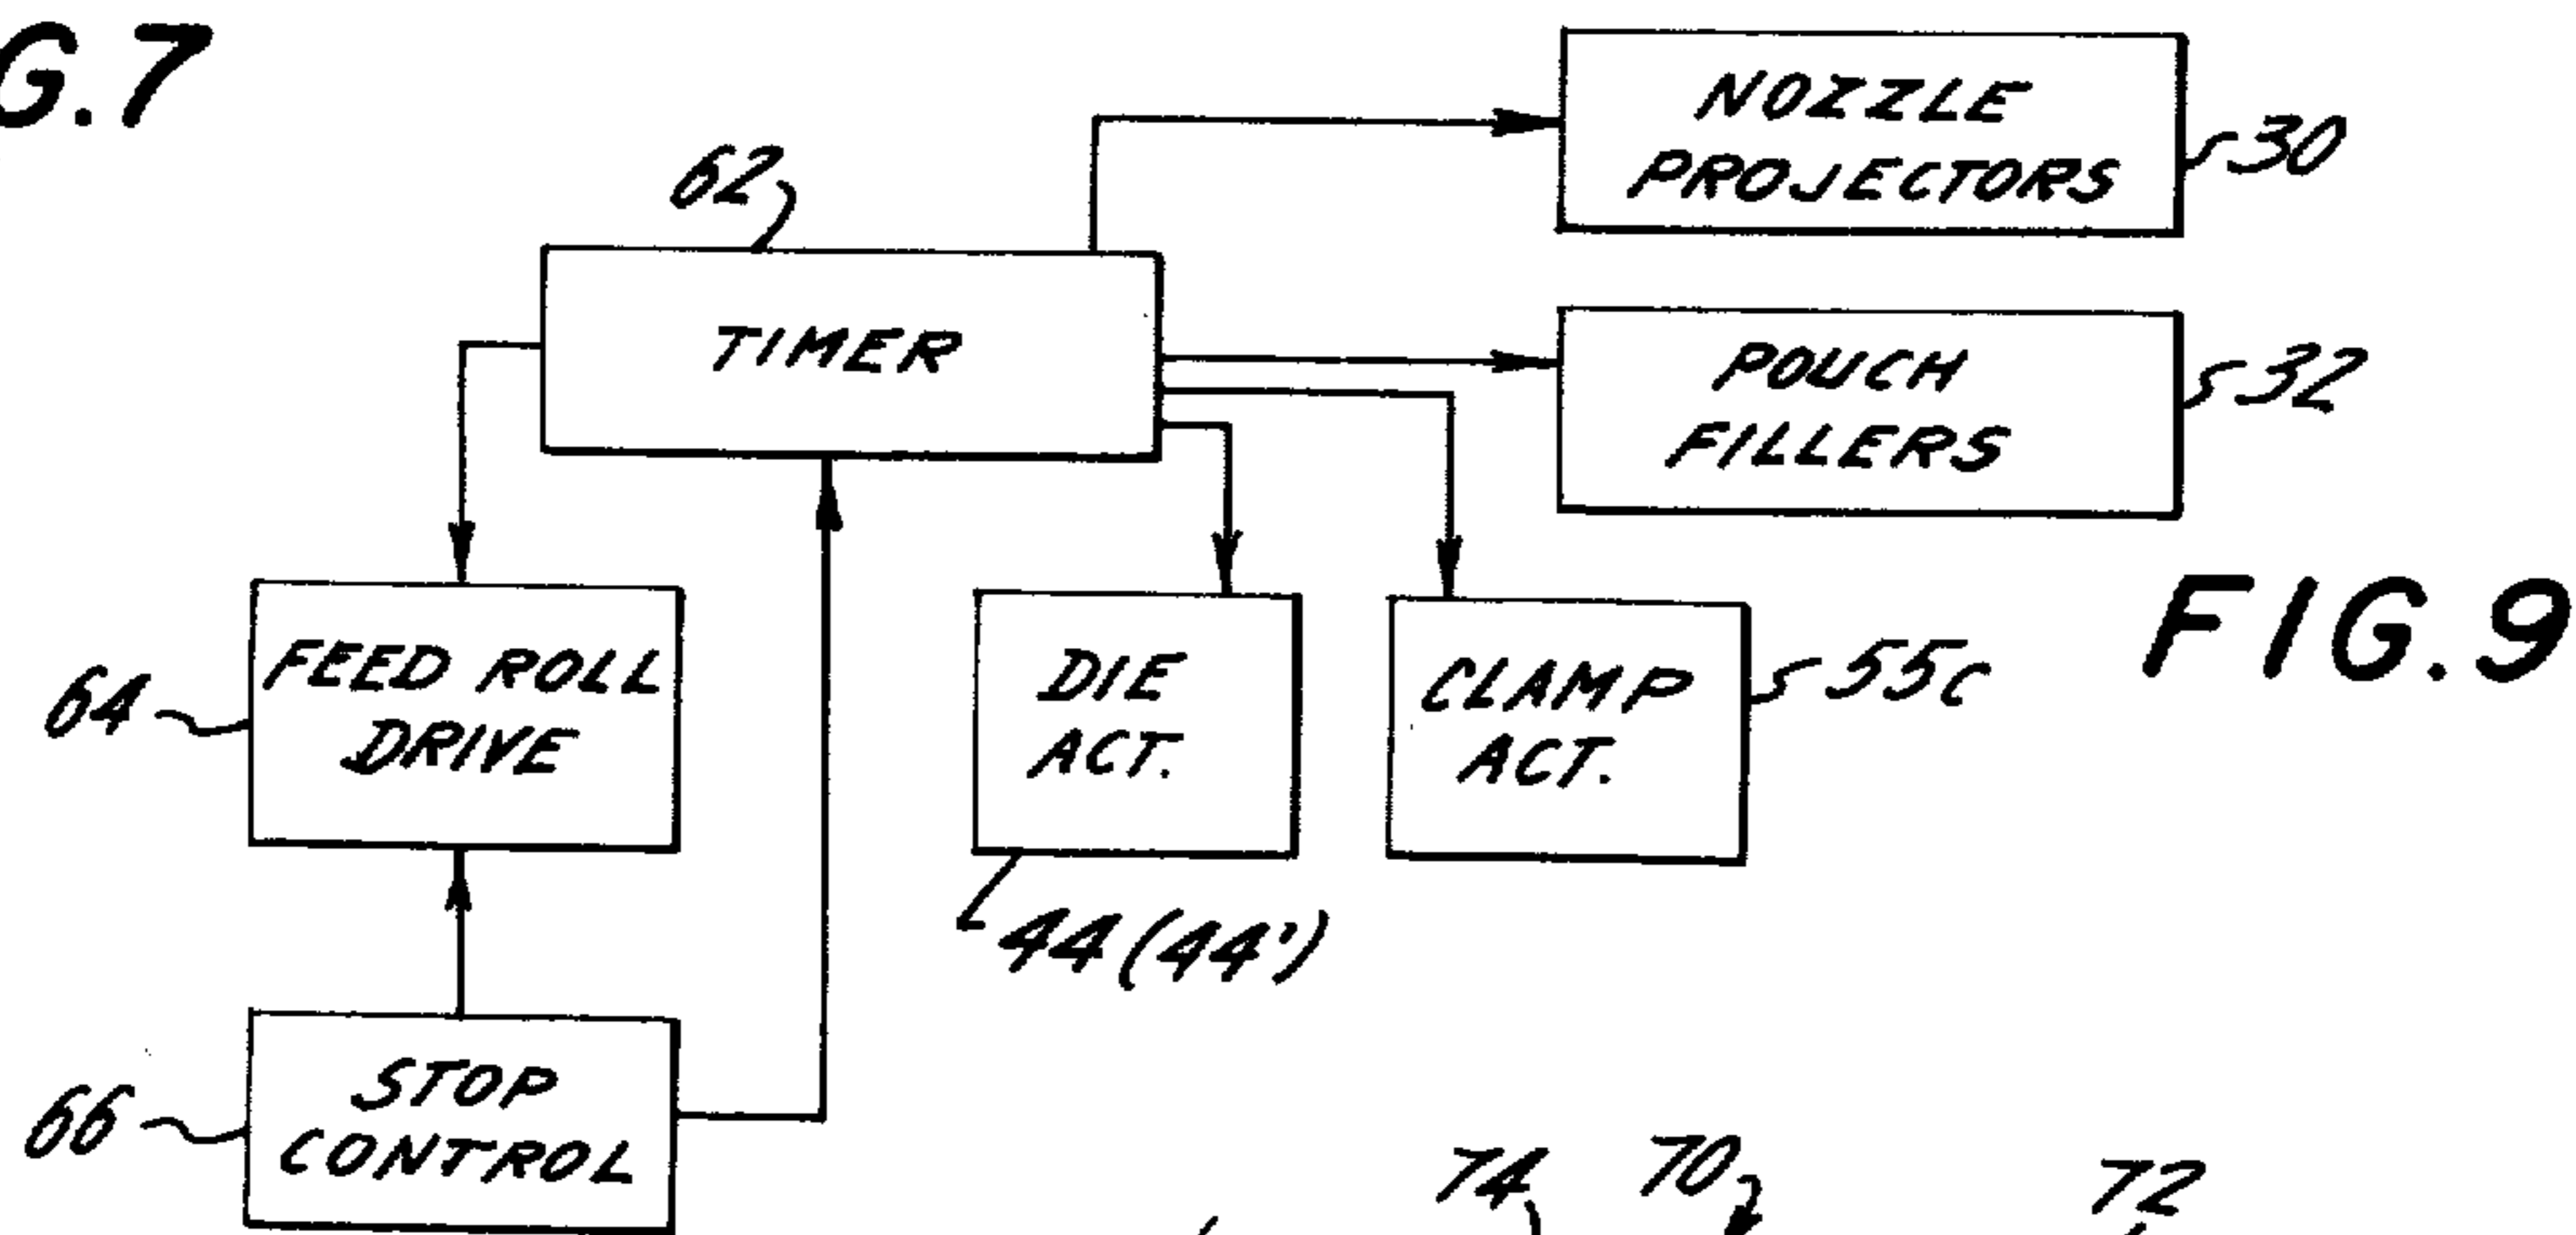 G.7
62
NOZZLE
PROJECTORS
30
TIMER
POUCH
FILLERS
32
FIG.9
64
FEED ROLL
DRIVE
DIE
ACT.
44(44')
CLAMP
ACT.
55c
66
STOP
CONTROL
74
70
72